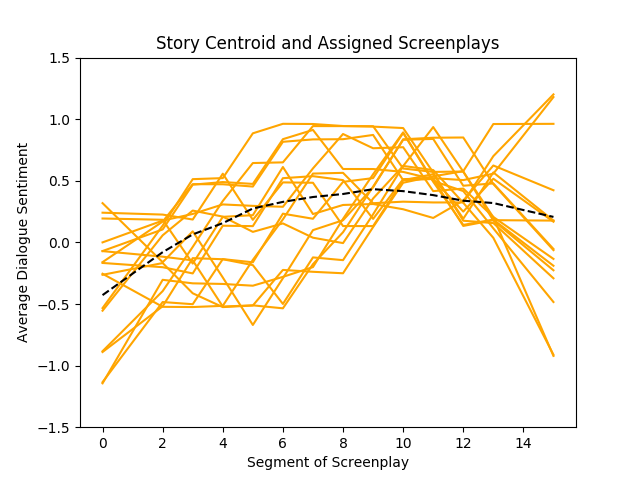 Story Centroid and Assigned Screenplays
1.5
1.0
0.5
0.0
−0.5
−1.0
−1.5
Average Dialogue Sentiment
0 2 4 6 8 10 12 14
Segment of Screenplay